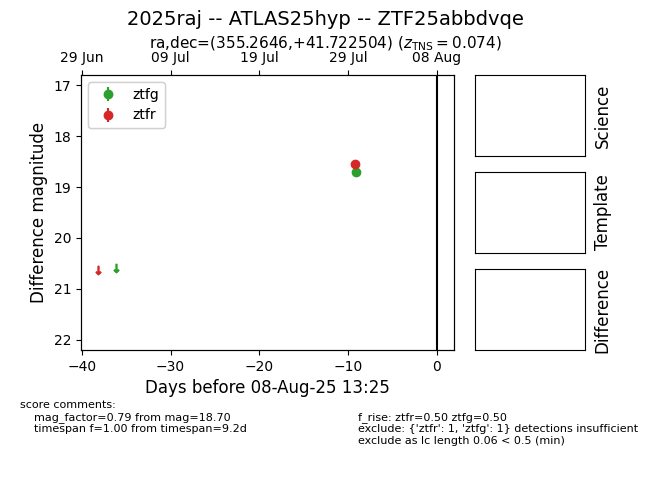 2025raj -- ATLAS25hyp -- ZTF25abbdvqe
ra,dec=(355.2646,+41.722504) (zTNS = 0.074)
29 Jun 09 Jul 19 Jul 29 Jul 08 Aug
ztfg
ztfr
17
18
19
20
21
22
Difference magnitude
−40 −30 −20 −10 0
Days before 08-Aug-25 13:25
Science
Template
Difference
score comments:
mag_factor=0.79 from mag=18.70
timespan f=1.00 from timespan=9.2d
f_rise: ztfr=0.50 ztfg=0.50
exclude: {'ztfr': 1, 'ztfg': 1} detections insufficient
exclude as lc length 0.06 < 0.5 (min)